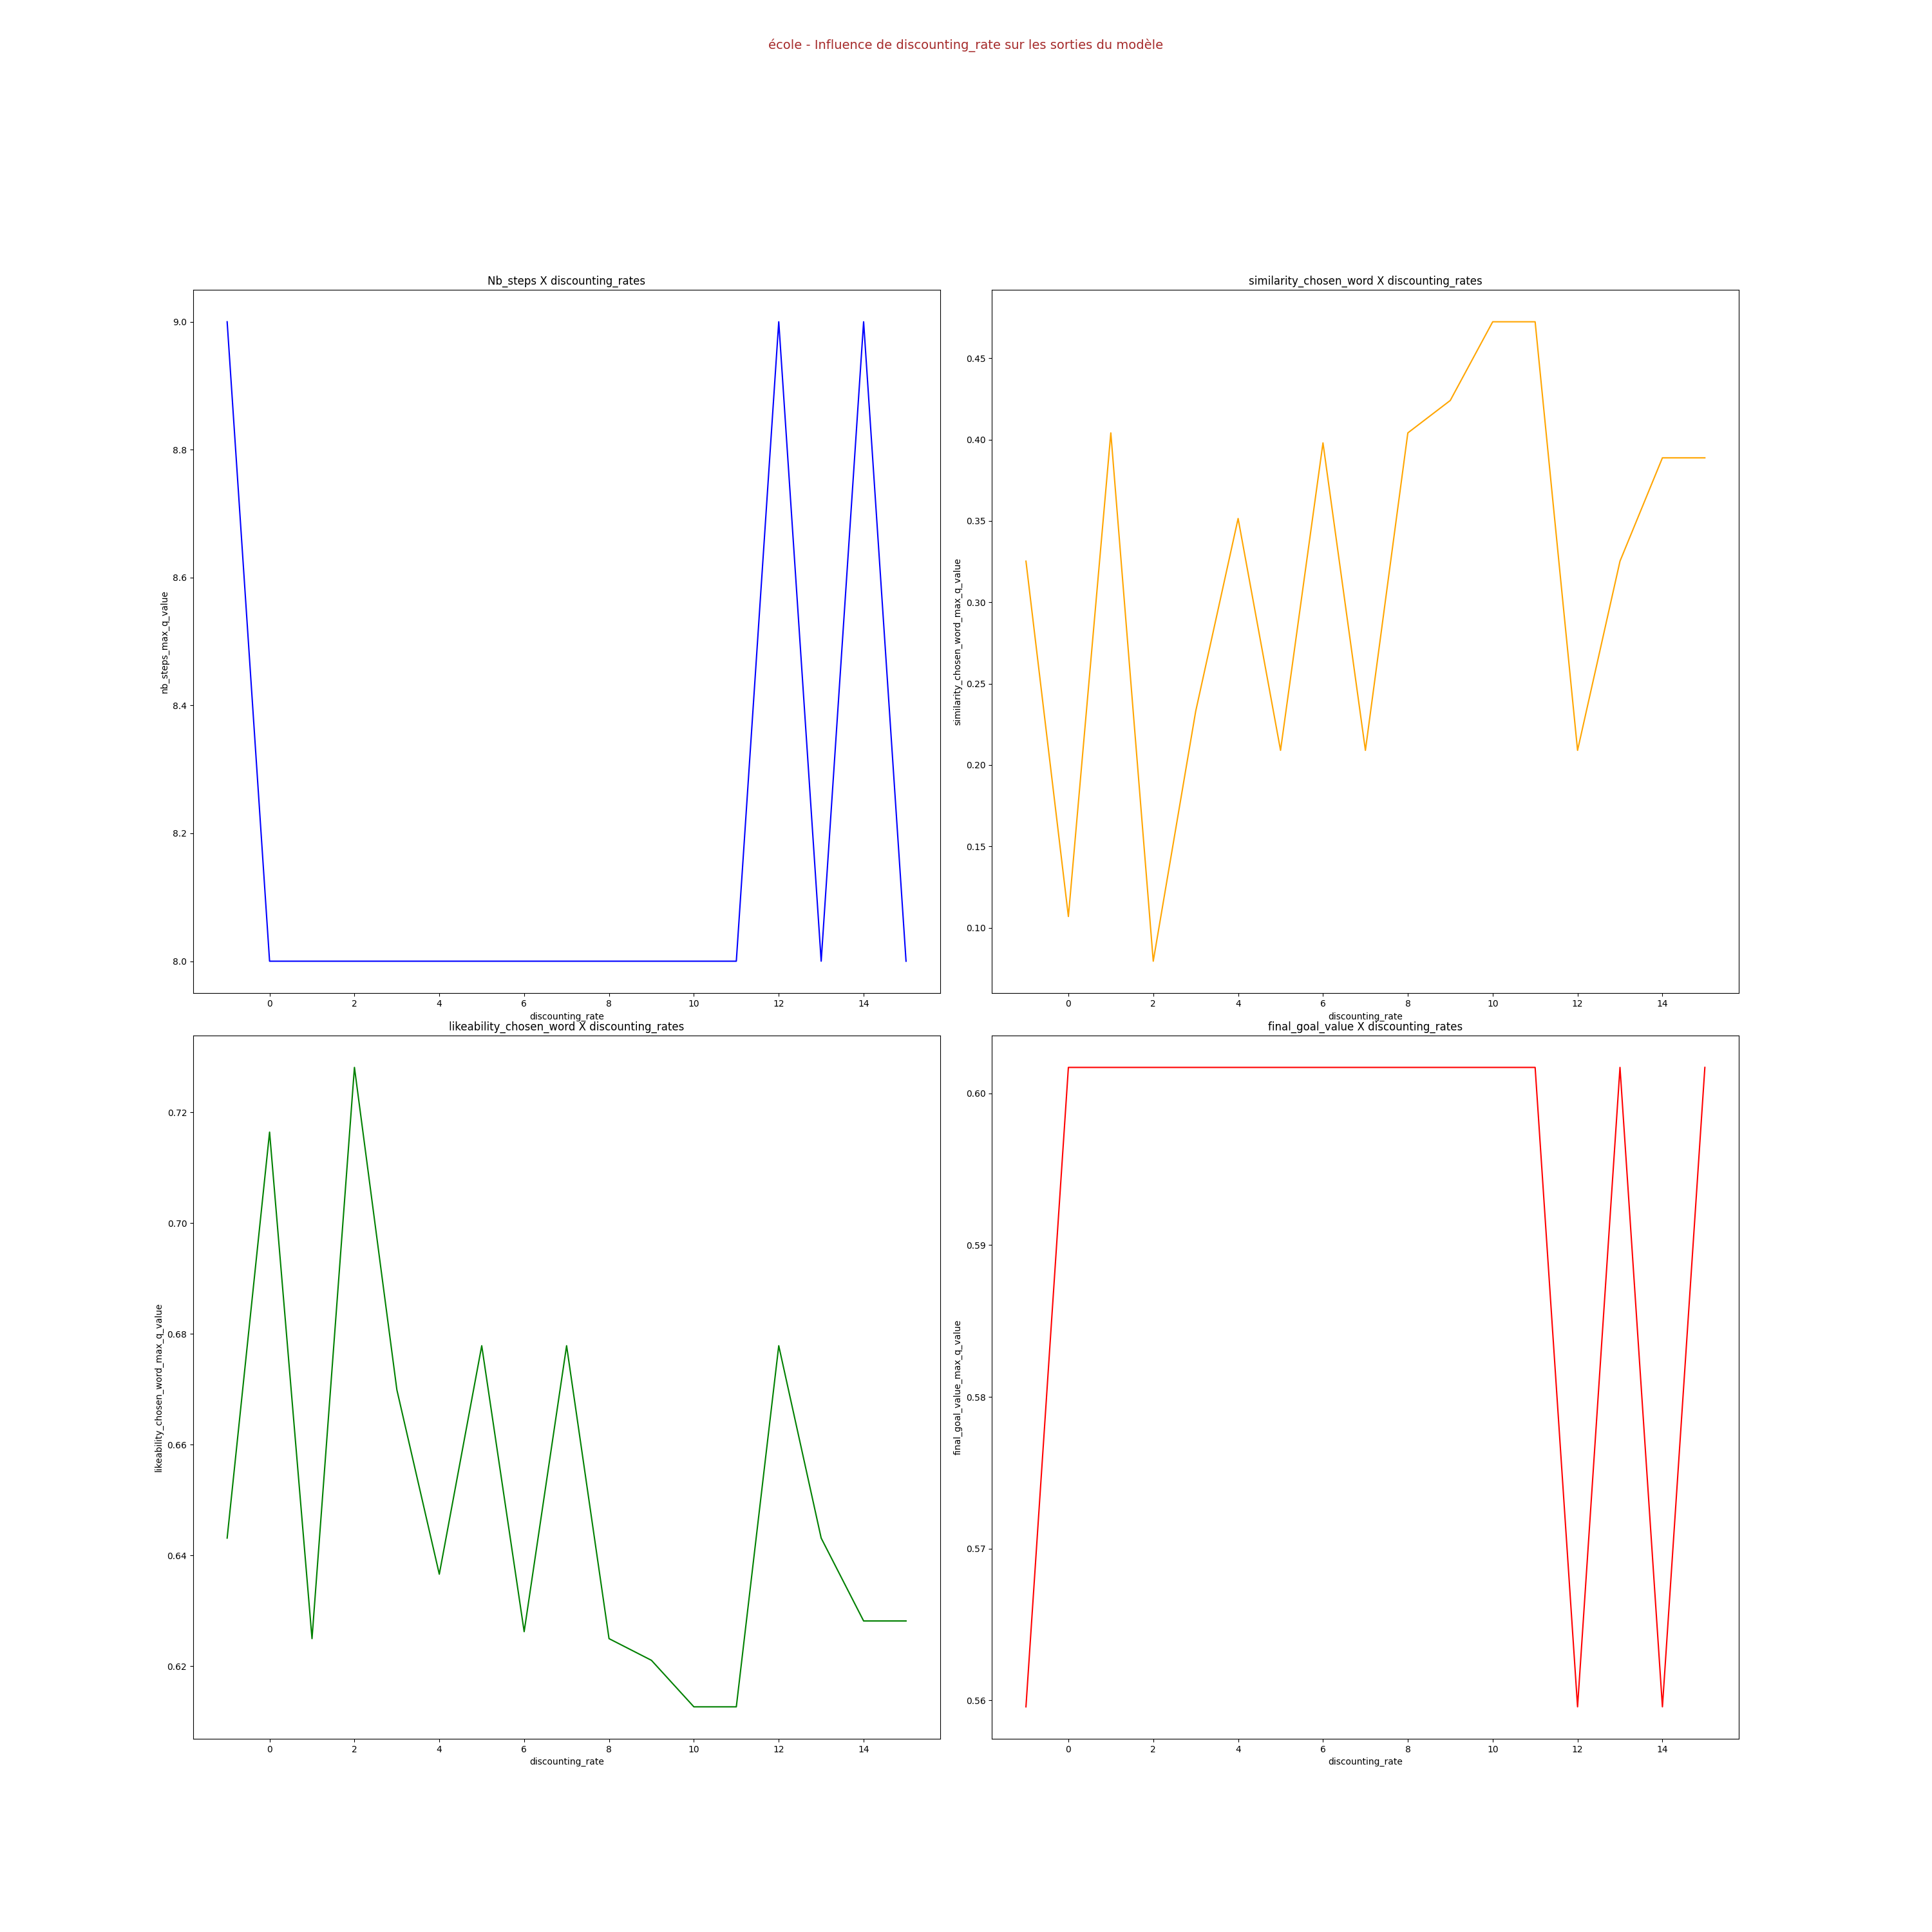 école - Influence de discounting_rate sur les sorties du modèle
Nb_steps X discounting_rates
nb_steps_max_q_value
9.0
8.8
8.6
8.4
8.2
8.0
0 2 4 6 8 10 12 14
discounting_rate
similarity_chosen_word X discounting_rates
similarity_chosen_word_max_q_value
0.45
0.40
0.35
0.30
0.25
0.20
0.15
0.10
0 2 4 6 8 10 12 14
discounting_rate
likeability_chosen_word X discounting_rates
likeability_chosen_word_max_q_value
0.72
0.70
0.68
0.66
0.64
0.62
0 2 4 6 8 10 12 14
discounting_rate
final_goal_value X discounting_rates
final_goal_value_max_q_value
0.60
0.59
0.58
0.57
0.56
0 2 4 6 8 10 12 14
discounting_rate